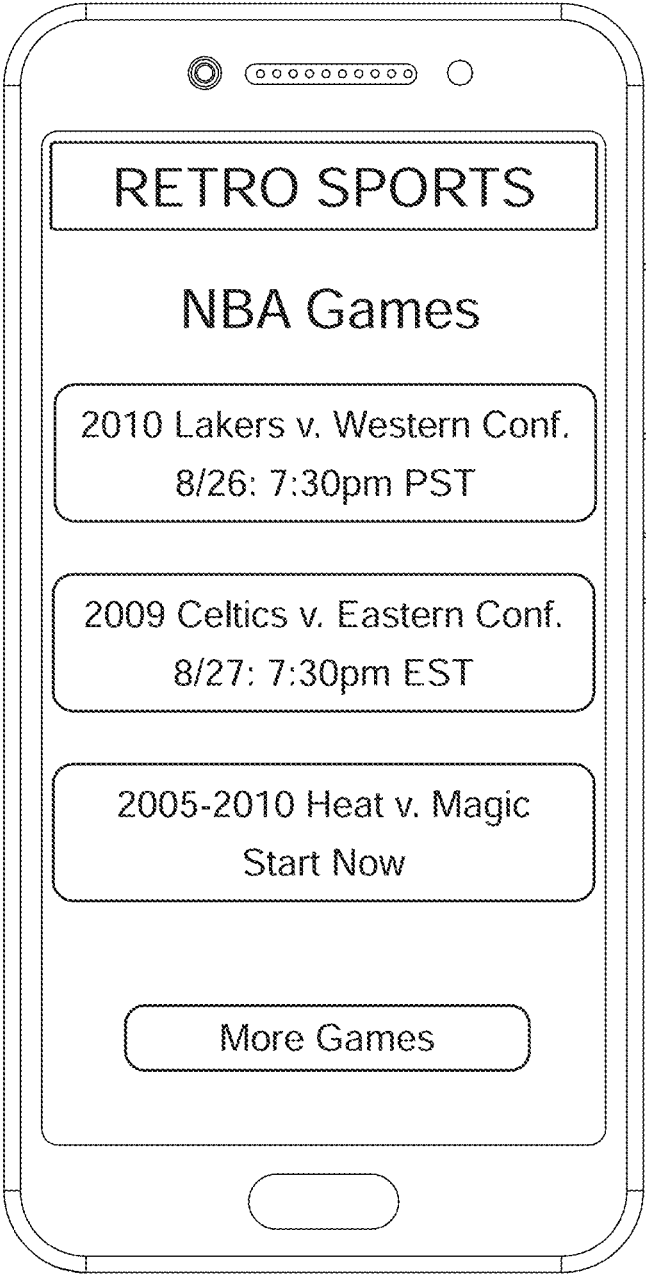 RETRO SPORTS
NBA Games
2010 Lakers v. Western Conf.
8/26: 7:30pm PST
2009 Celtics v. Eastern Conf.
8/27: 7:30pm EST
2005-2010 Heat v. Magic
Start Now
More Games